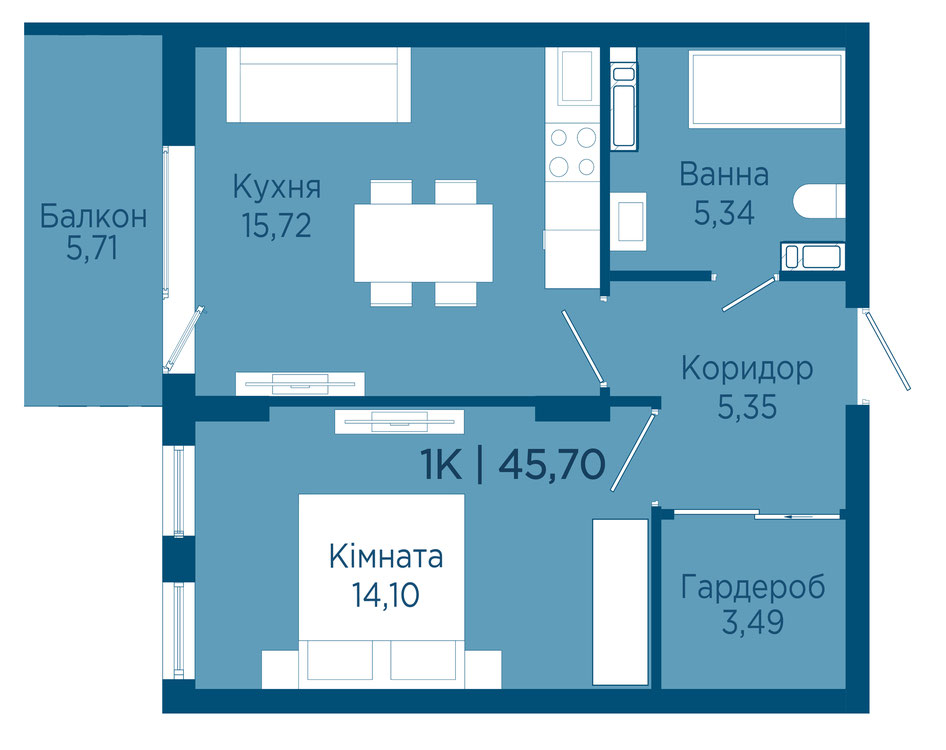 Кухня
15,72
Балкон
5,71
Ванна
5,34
Коридор
5,35
1К | 45,70
Кімната
14,10
Гардероб
3,49